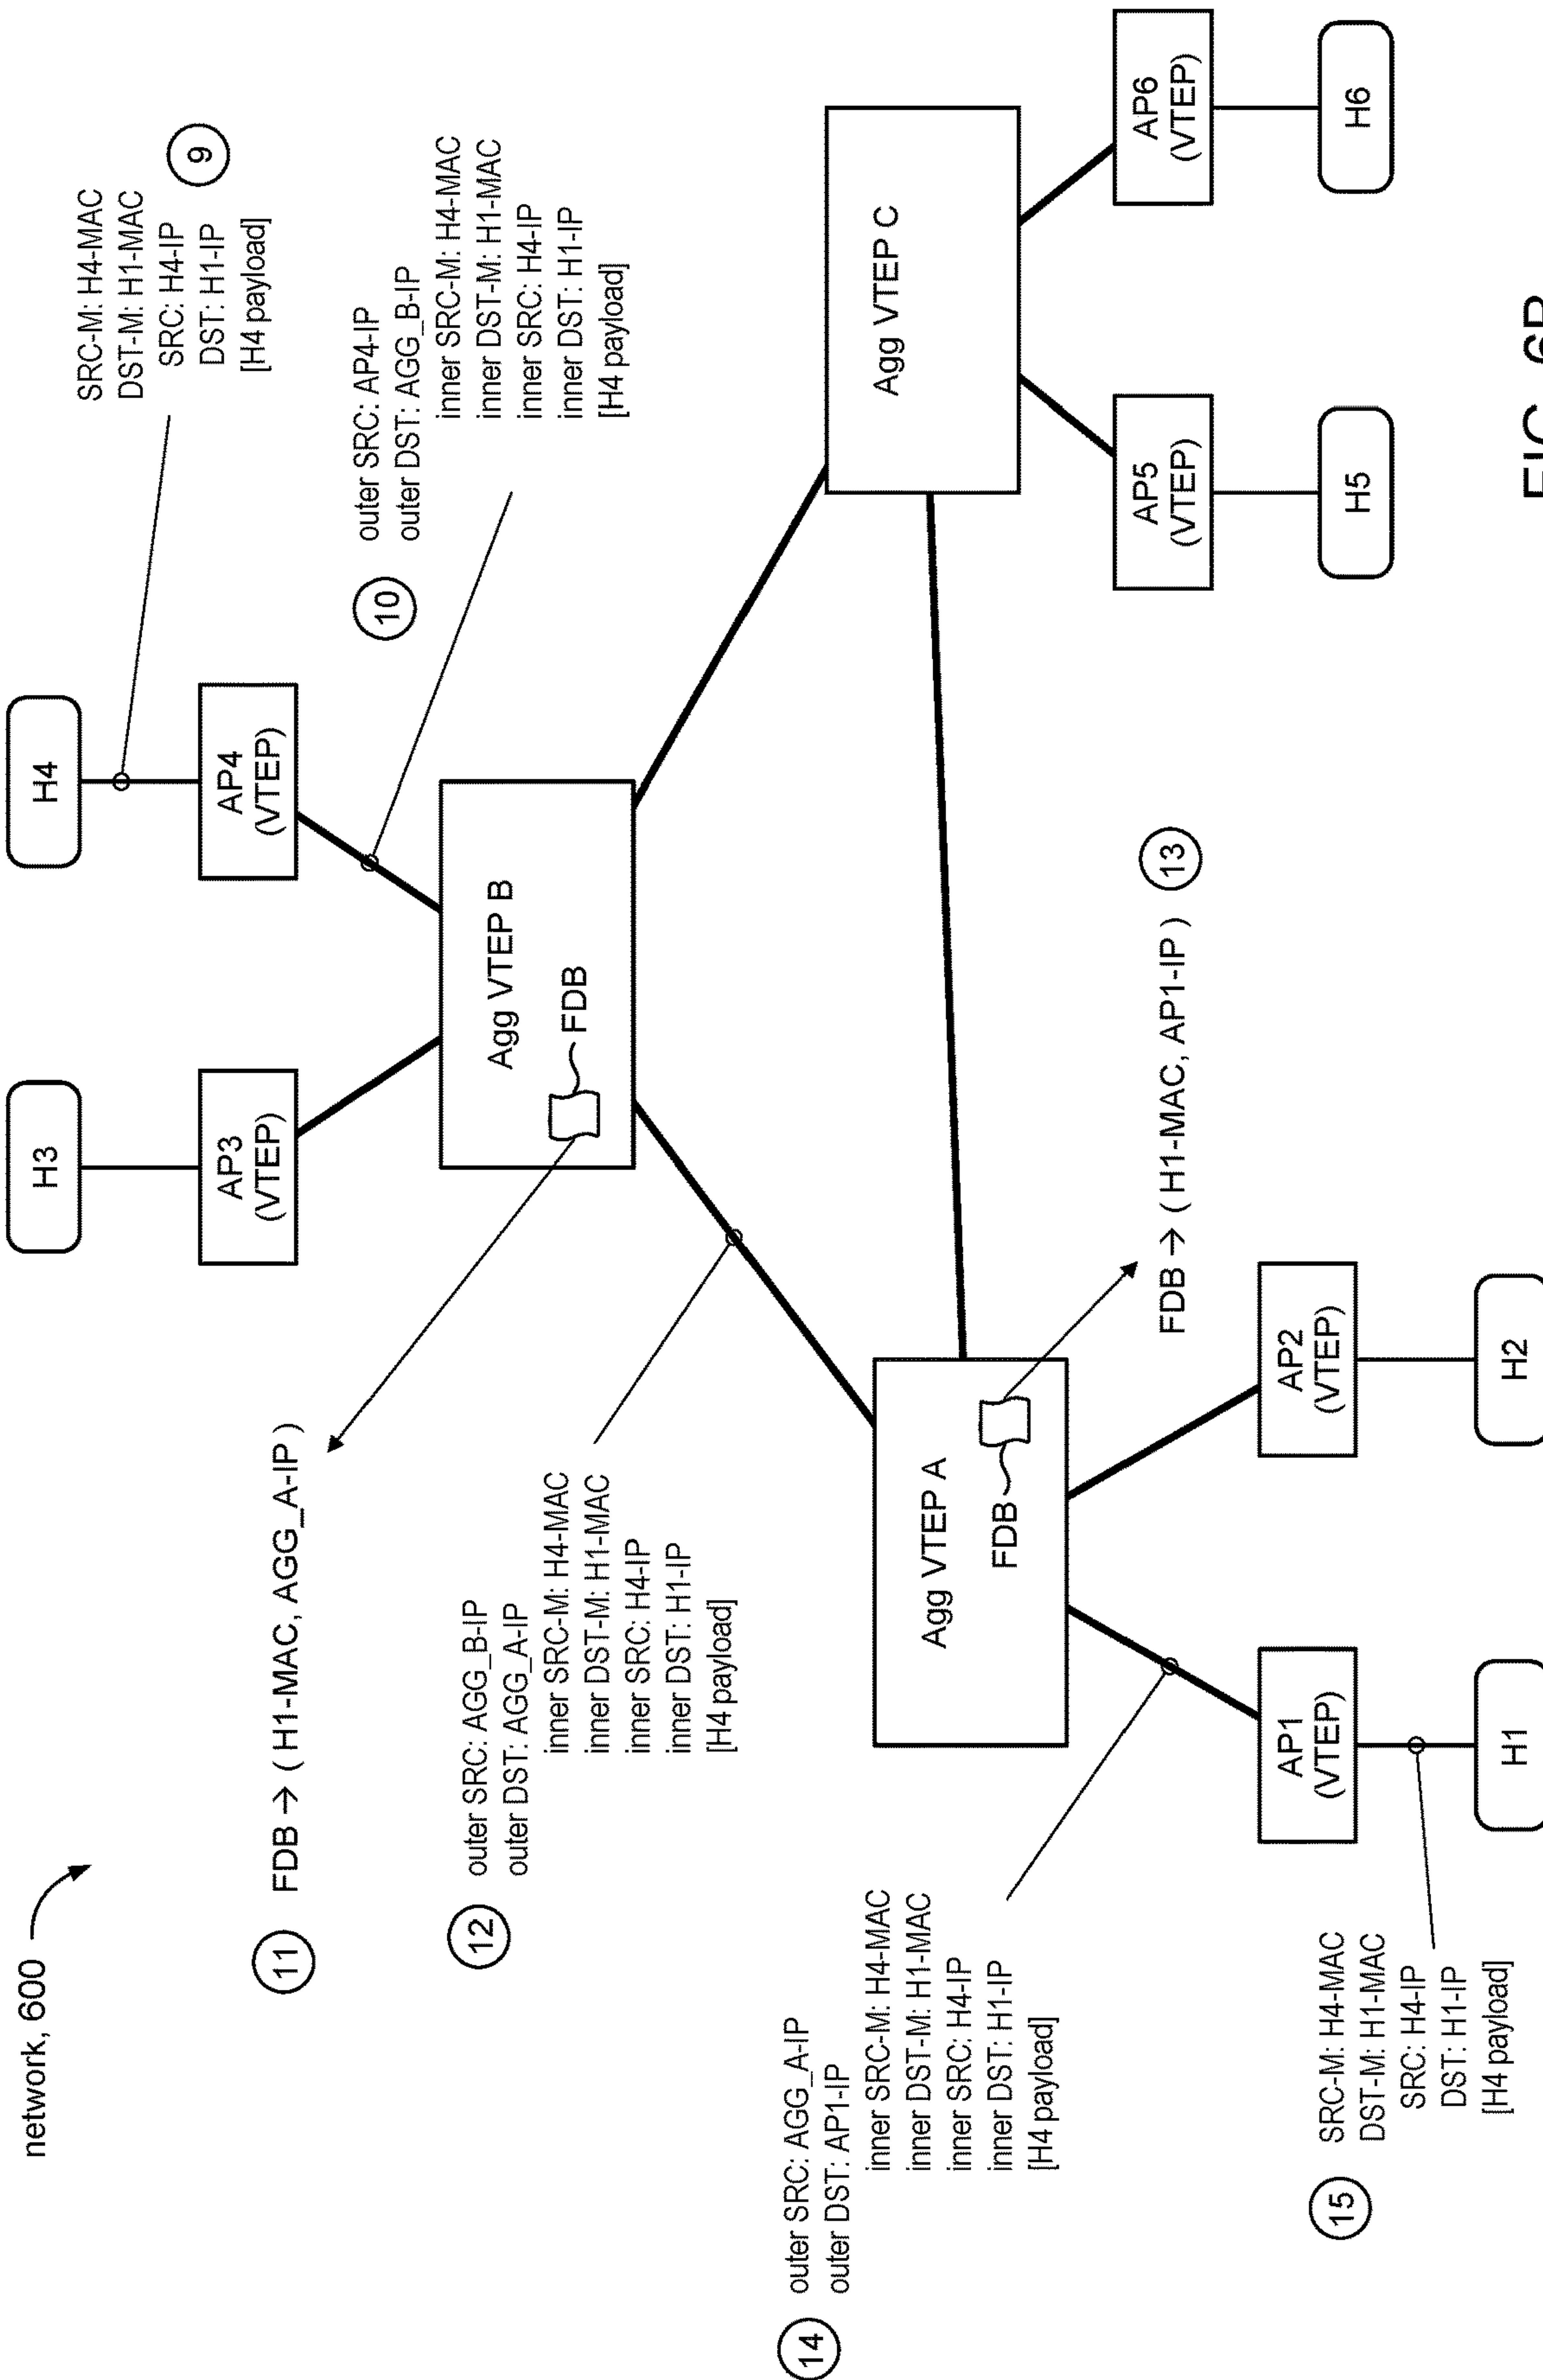 network, 600
H3
H4
SRC-M: H4-MAC
DST-M: H1-MAC
SRC: H4-IP
DST: H1-IP
[H4 payload]
9
AP3
(VTEP)
AP4
(VTEP)
11
FDB → ( H1-MAC, AGG_A-IP )
10
outer SRC: AP4-IP
outer DST: AGG_B-IP
inner SRC-M: H4-MAC
inner DST-M: H1-MAC
inner SRC: H4-IP
inner DST: H1-IP
[H4 payload]
Agg VTEP B
FDB
12
outer SRC: AGG_B-IP
outer DST: AGG_A-IP
inner SRC-M: H4-MAC
inner DST-M: H1-MAC
inner SRC: H4-IP
inner DST: H1-IP
[H4 payload]
Agg VTEP A
FDB
Agg VTEP C
14
outer SRC: AGG_A-IP
outer DST: AP1-IP
inner SRC-M: H4-MAC
inner DST-M: H1-MAC
inner SRC: H4-IP
inner DST: H1-IP
[H4 payload]
FDB → ( H1-MAC, AP1-IP )
13
AP1
(VTEP)
AP2
(VTEP)
AP5
(VTEP)
AP6
(VTEP)
15
SRC-M: H4-MAC
DST-M: H1-MAC
SRC: H4-IP
DST: H1-IP
[H4 payload]
H1
H2
H5
H6
FIG. 6B